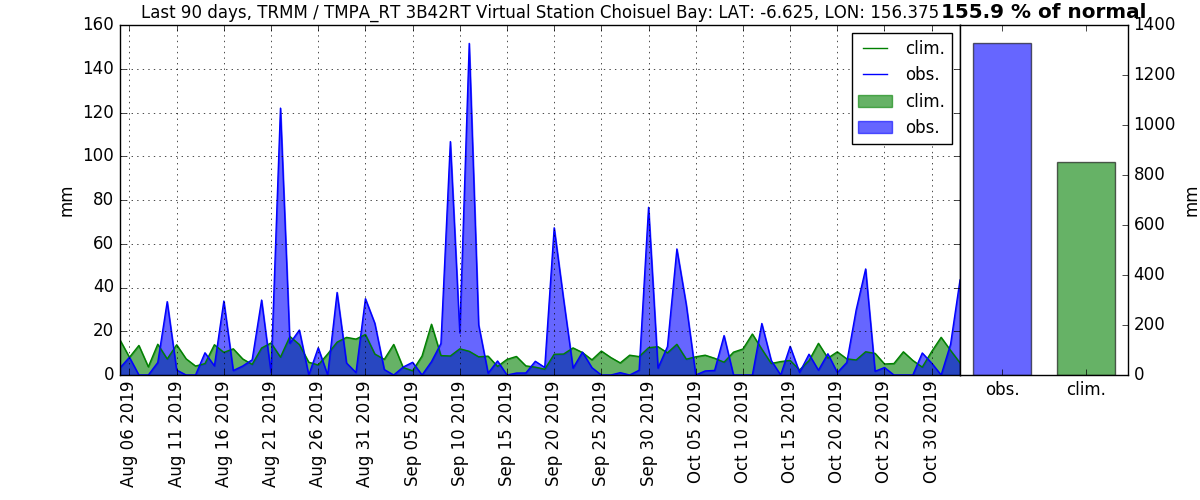 Last 90 days, TRMM / TMPA_RT 3B42RT Virtual Station Choisuel Bay: LAT: -6.625, LON: 156.375 155.9 % of normal
160
140
120
100
80
60
40
20
0
mm
clim.
obs.
clim.
obs.
Aug 06 2019
Aug 11 2019
Aug 16 2019
Aug 21 2019
Aug 26 2019
Aug 31 2019
Sep 05 2019
Sep 10 2019
Sep 15 2019
Sep 20 2019
Sep 25 2019
Sep 30 2019
Oct 05 2019
Oct 10 2019
Oct 15 2019
Oct 20 2019
Oct 25 2019
Oct 30 2019
1400
1200
1000
800
600
400
200
0
mm
obs.
clim.